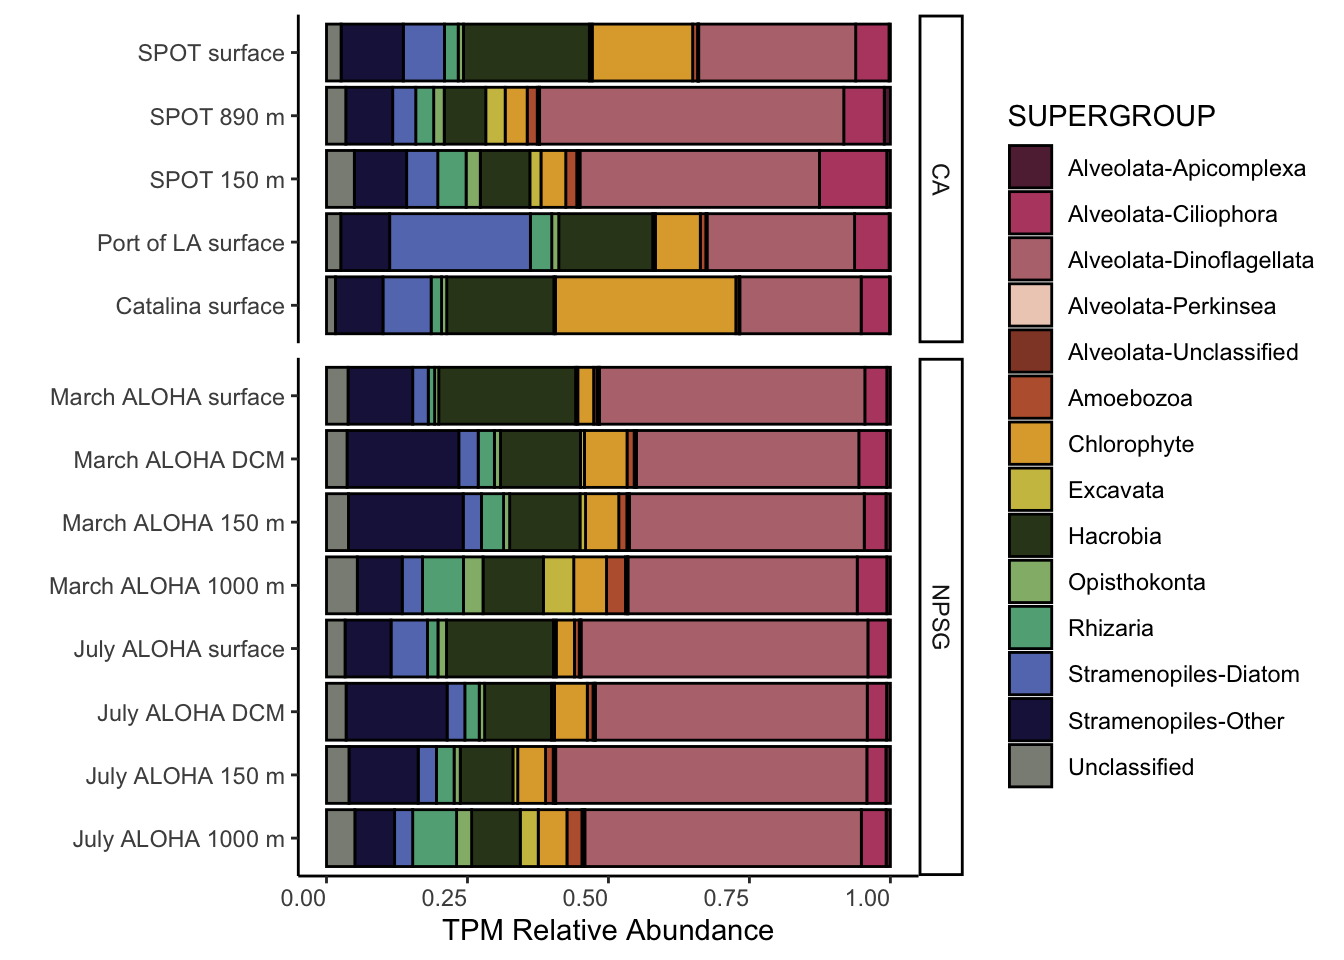 SPOT surface
SPOT 890 m
SPOT 150 m
Port of LA surface
Catalina surface
CA
March ALOHA surface
March ALOHA DCM
March ALOHA 150 m
March ALOHA 1000 m
July ALOHA surface
July ALOHA DCM
July ALOHA 150 m
July ALOHA 1000 m
NPSG
0.00 0.25 0.50 0.75 1.00
TPM Relative Abundance
SUPERGROUP
Alveolata-Apicomplexa
Alveolata-Ciliophora
Alveolata-Dinoflagellata
Alveolata-Perkinsea
Alveolata-Unclassified
Amoebozoa
Chlorophyte
Excavata
Hacrobia
Opisthokonta
Rhizaria
Stramenopiles-Diatom
Stramenopiles-Other
Unclassified